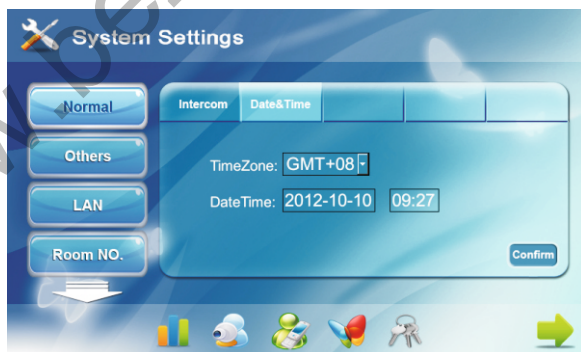 System Settings
Normal
Others
LAN
Room NO.
Intercom Date&Time
TimeZone: GMT+08
DateTime: 2012-10-10 09:27
Confirm